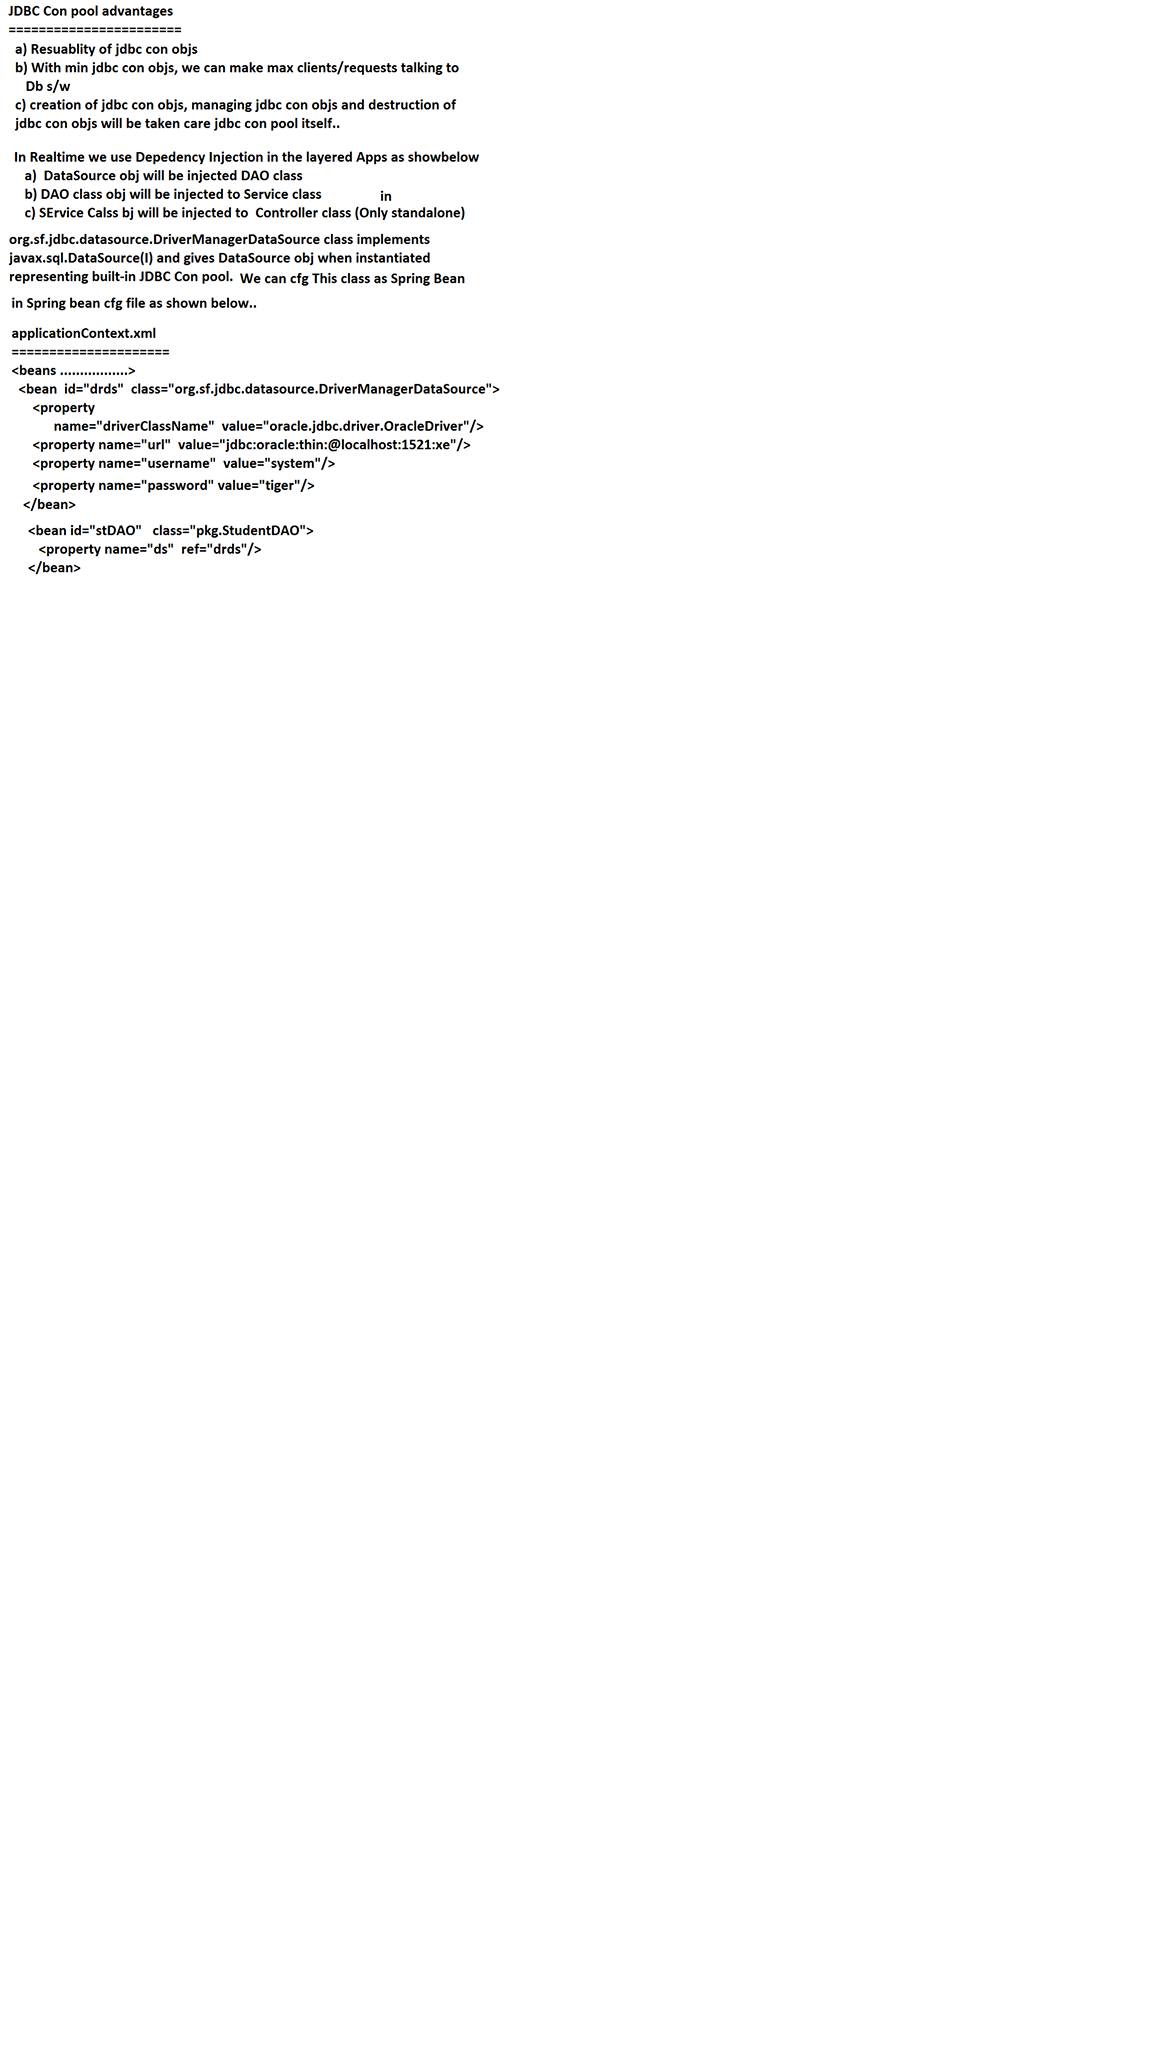 JDBC Con pool advantages
=======================
a) Resuablity of jdbc con objs
b) With min jdbc con objs, we can make max clients/requests talking to
Db s/w
c) creation of jdbc con objs, managing jdbc con objs and destruction of
jdbc con objs will be taken care jdbc con pool itself..
In Realtime we use Depedency Injection in the layered Apps as showbelow
a) DataSource obj will be injected DAO class
b) DAO class obj will be injected to Service class in
c) SErvice Calss bj will be injected to Controller class (Only standalone)
org.sf.jdbc.datasource.DriverManagerDataSource class implements
javax.sql.DataSource(I) and gives DataSource obj when instantiated
representing built-in JDBC Con pool. We can cfg This class as Spring Bean
in Spring bean cfg file as shown below..
applicationContext.xml
=====================
<beans .................>
<bean id="drds" class="org.sf.jdbc.datasource.DriverManagerDataSource">
<property
name="driverClassName" value="oracle.jdbc.driver.OracleDriver"/>
<property name="url" value="jdbc:oracle:thin:@localhost:1521:xe"/>
<property name="username" value="system"/>
<property name="password" value="tiger"/>
</bean>
<bean id="stDAO" class="pkg.StudentDAO">
<property name="ds" ref="drds"/>
</bean>